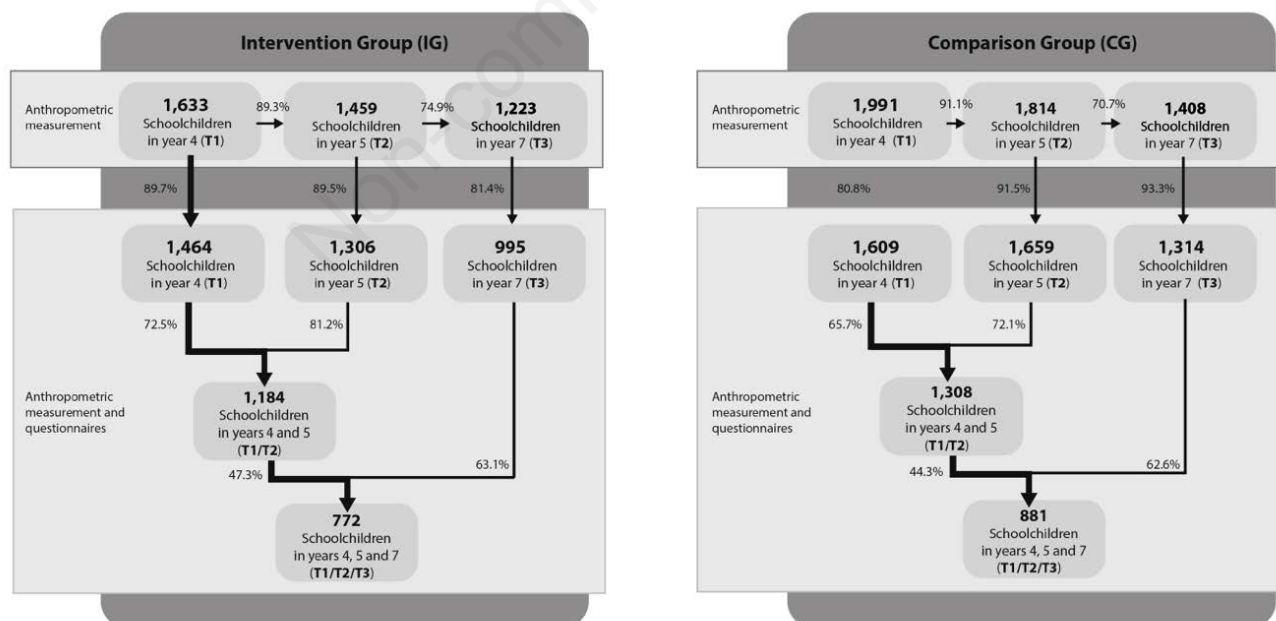 Intervention Group (IG)
Anthropometric
measurement
1,633
Schoolchildren
in year 4 (T1)
89.3%
1,459
Schoolchildren
in year 5 (T2)
74.9%
1,223
Schoolchildren
in year 7 (T3)
89.7%
89.5%
81.4%
1,464
Schoolchildren
in year 4 (T1)
1,306
Schoolchildren
in year 5 (T2)
995
Schoolchildren
in year 7 (T3)
72.5%
81.2%
Anthropometric
measurement and
questionnaires
1,184
Schoolchildren
in years 4 and 5
(T1/T2)
47.3%
63.1%
772
Schoolchildren
in years 4, 5 and 7
(T1/T2/T3)
Comparison Group (CG)
Anthropometric
measurement
1,991
Schoolchildren
in year 4 (T1)
91.1%
1,814
Schoolchildren
in year 5 (T2)
70.7%
1,408
Schoolchildren
in year 7 (T3)
80.8%
91.5%
93.3%
1,609
Schoolchildren
in year 4 (T1)
1,659
Schoolchildren
in year 5 (T2)
1,314
Schoolchildren
in year 7 (T3)
65.7%
72.1%
Anthropometric
measurement and
questionnaires
1,308
Schoolchildren
in years 4 and 5
(T1/T2)
44.3%
62.6%
881
Schoolchildren
in years 4, 5 and 7
(T1/T2/T3)
Non-com